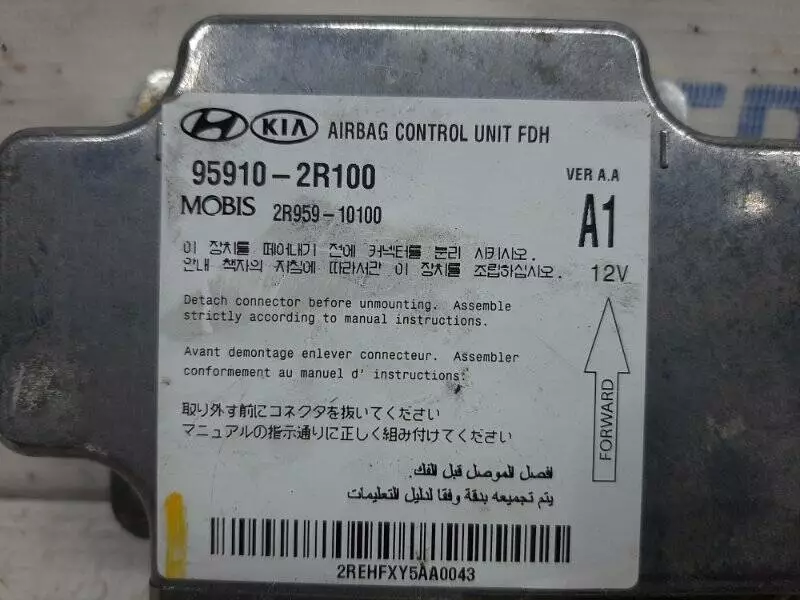 HYUNDAI KIA AIRBAG CONTROL UNIT FDH
95910-2R100
VER A.A
MOBIS 2R959-10100
A1
이 장치를 떼어내기 전에 커넥터를 분리 시키시오.
안내 책자의 지침에 따라서만 이 장치를 조립하십시오.
12V
Detach connector before unmounting. Assemble
strictly according to manual instructions.
Avant demontage enlever connecteur. Assembler
conformement au manuel d' instructions:
FORWARD
取り外す前にコネクタを抜いてください
マニュアルの指示通りに正しく組み付けてください
افصل الموصل قبل الفك.
يتم تجميعه بدقة وفقا لدليل التعليمات
2REHFXY5AA0043